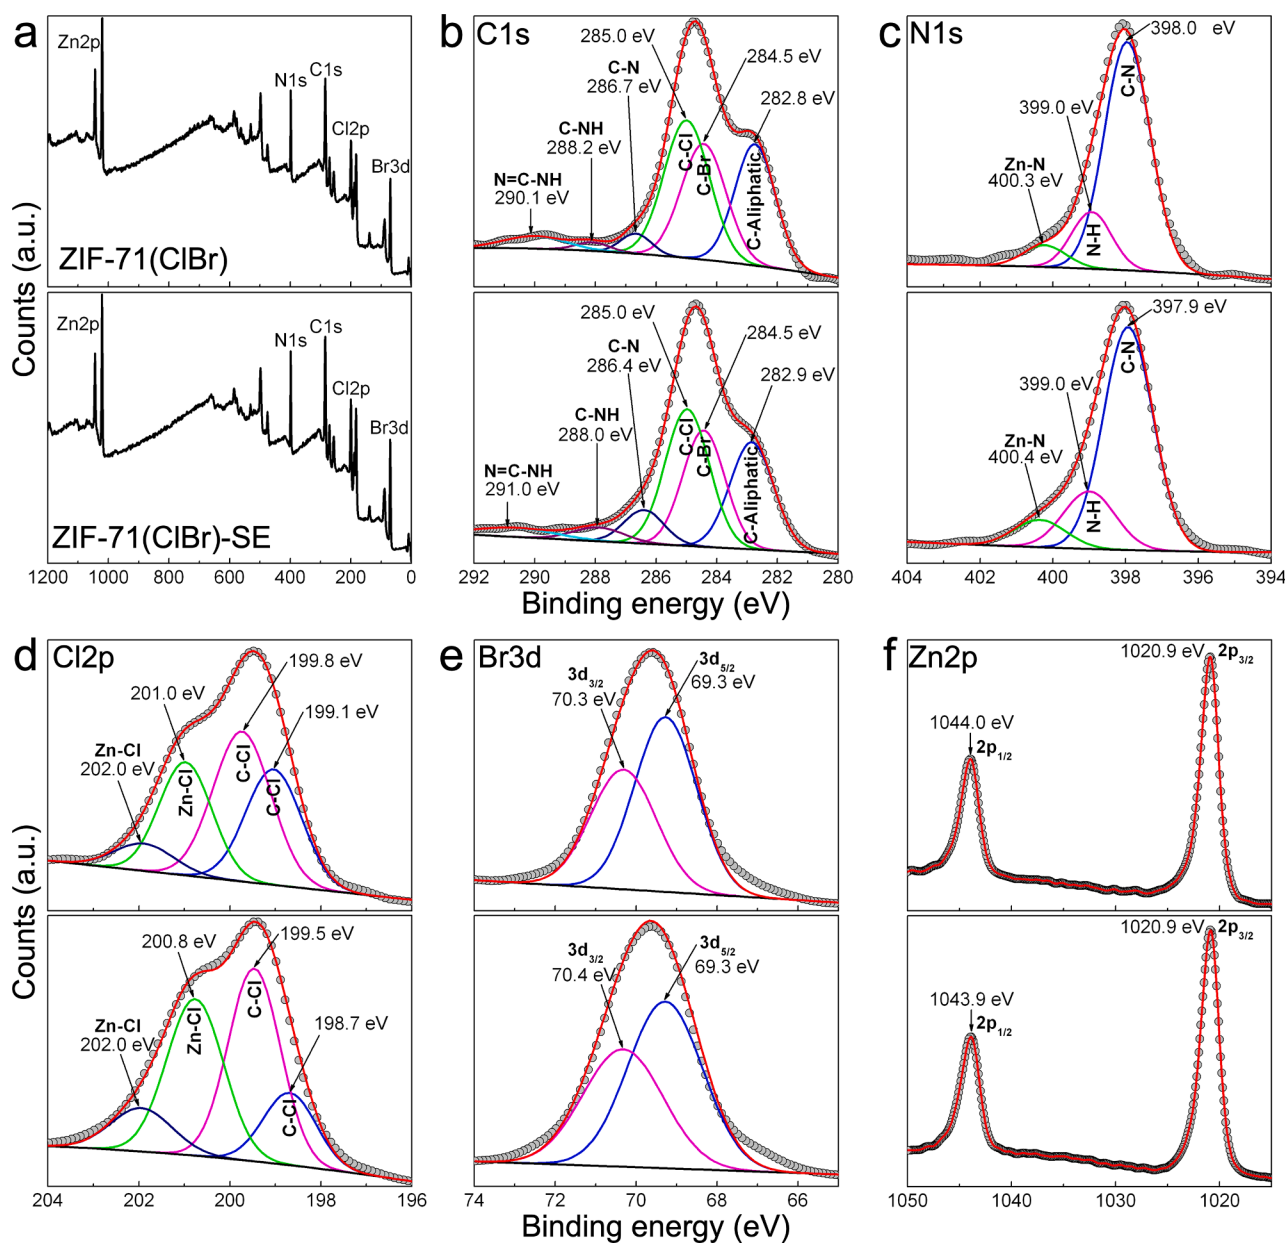 a
Zn2p
N1s
C1s
Cl2p
Br3d
ZIF-71(ClBr)
Zn2p
N1s
C1s
Cl2p
Br3d
ZIF-71(ClBr)-SE
1200 1000 800 600 400 200 0
Counts (a.u.)
b C1s
285.0 eV
C-N
286.7 eV
284.5 eV
282.8 eV
C-NH
288.2 eV
N=C-NH
290.1 eV
C-Cl
C-Br
C-Aliphatic
285.0 eV
C-N
286.4 eV
284.5 eV
282.9 eV
C-NH
288.0 eV
N=C-NH
291.0 eV
C-Cl
C-Br
C-Aliphatic
292 290 288 286 284 282 280
Binding energy (eV)
c N1s
398.0 eV
C-N
399.0 eV
Zn-N
400.3 eV
N-H
397.9 eV
C-N
399.0 eV
Zn-N
400.4 eV
N-H
404 402 400 398 396 394
d Cl2p
199.8 eV
201.0 eV
199.1 eV
Zn-Cl
202.0 eV
Zn-Cl
C-Cl
C-Cl
200.8 eV
199.5 eV
198.7 eV
Zn-Cl
202.0 eV
Zn-Cl
C-Cl
C-Cl
204 202 200 198 196
Counts (a.u.)
e Br3d
3d3/2
70.3 eV
3d5/2
69.3 eV
3d3/2
70.4 eV
3d5/2
69.3 eV
74 72 70 68 66
Binding energy (eV)
f Zn2p
1020.9 eV 2p3/2
1044.0 eV
2p1/2
1020.9 eV 2p3/2
1043.9 eV
2p1/2
1050 1040 1030 1020